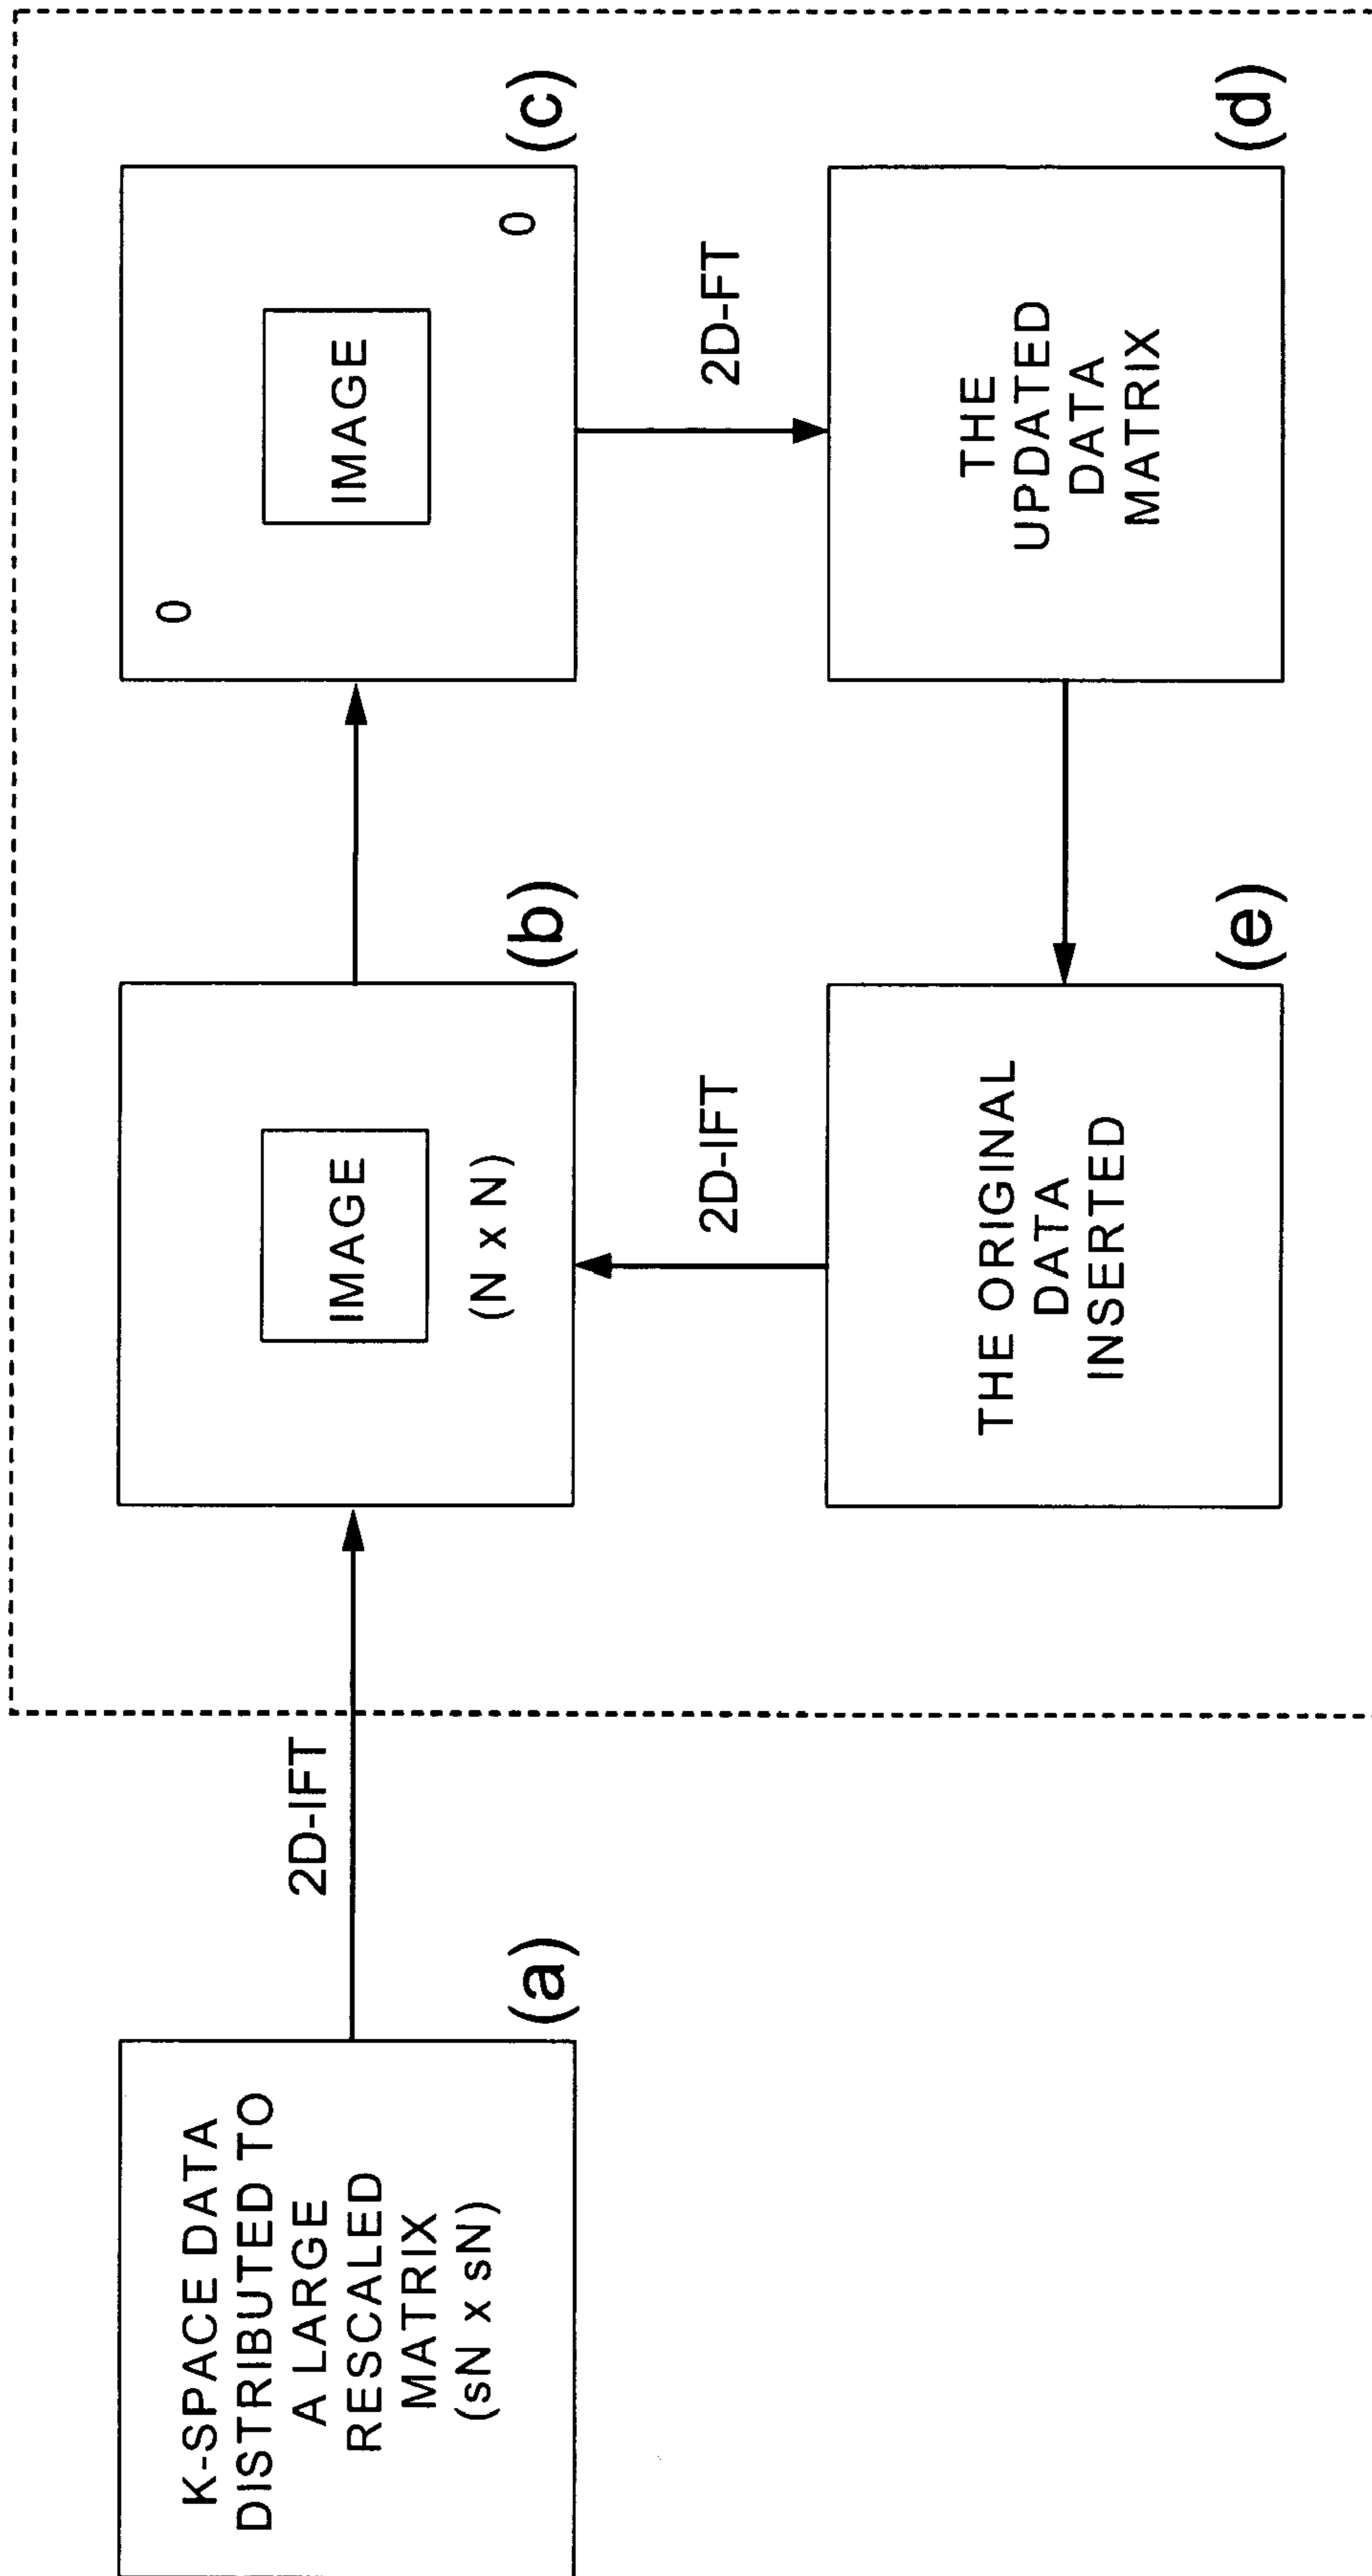 K-SPACE DATA
DISTRIBUTED TO
A LARGE
RESCALED
MATRIX
(sN x sN)
(a)
2D-IFT
IMAGE
(N x N)
(b)
0
IMAGE
0
(c)
2D-FT
THE
UPDATED
DATA
MATRIX
(d)
THE ORIGINAL
DATA
INSERTED
(e)
2D-IFT